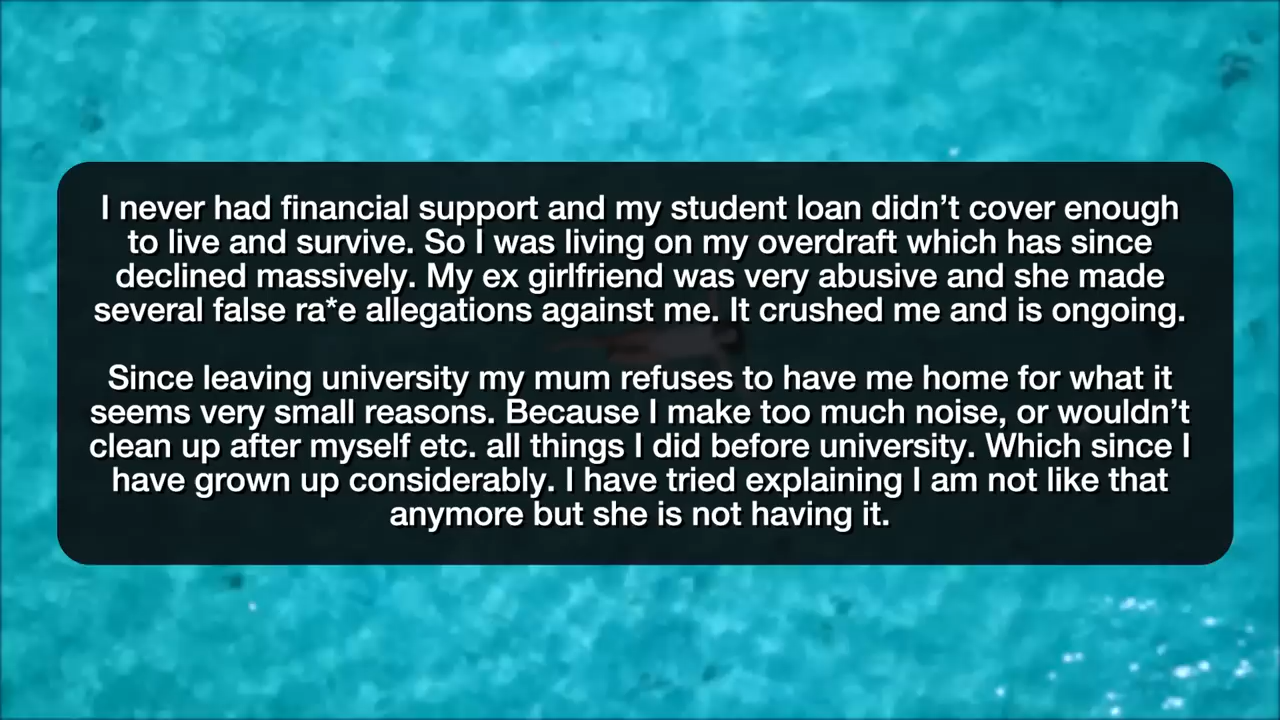 I never had financial support and my student loan didn’t cover enough
to live and survive. So I was living on my overdraft which has since
declined massively. My ex girlfriend was very abusive and she made
several false ra*e allegations against me. It crushed me and is ongoing.
Since leaving university my mum refuses to have me home for what it
seems very small reasons. Because I make too much noise, or wouldn’t
clean up after myself etc. all things I did before university. Which since I
have grown up considerably. I have tried explaining I am not like that
anymore but she is not having it.